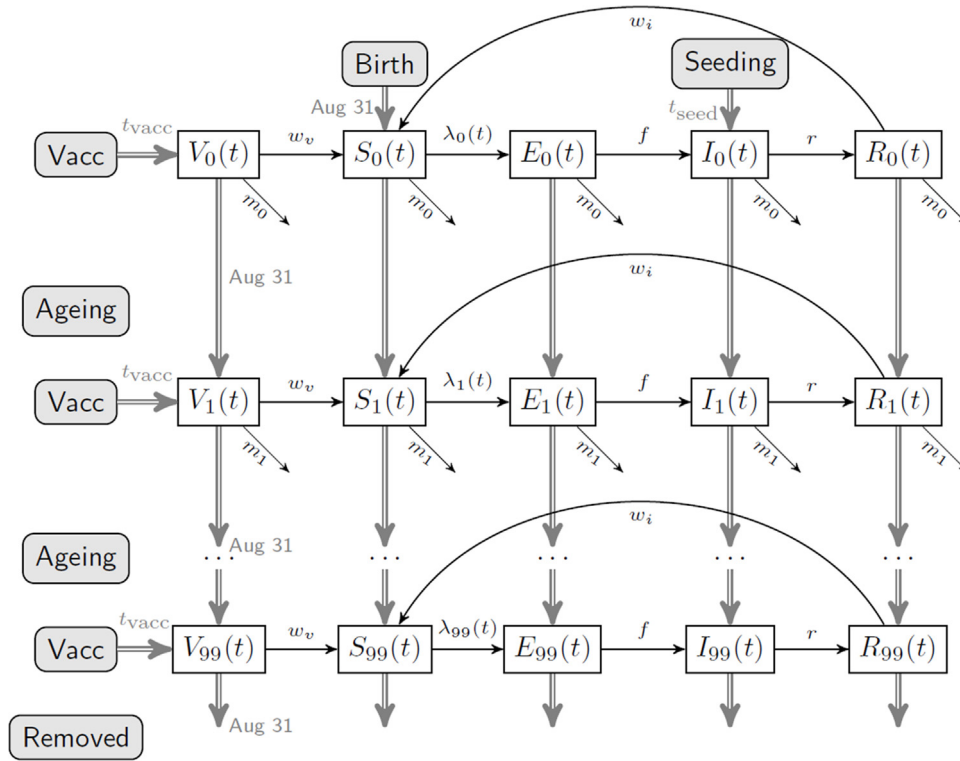 w_i
Birth
Seeding
Aug 31
t_seed
t_vacc
Vacc
V_0(t)
w_v
S_0(t)
λ_0(t)
E_0(t)
f
I_0(t)
r
R_0(t)
m_0
m_0
m_0
m_0
m_0
Aug 31
w_i
Ageing
t_vacc
Vacc
V_1(t)
w_v
S_1(t)
λ_1(t)
E_1(t)
f
I_1(t)
r
R_1(t)
m_1
m_1
m_1
m_1
m_1
w_i
Ageing
Aug 31
... ... ... ... ...
t_vacc
Vacc
V_99(t)
w_v
S_99(t)
λ_99(t)
E_99(t)
f
I_99(t)
r
R_99(t)
Aug 31
Removed